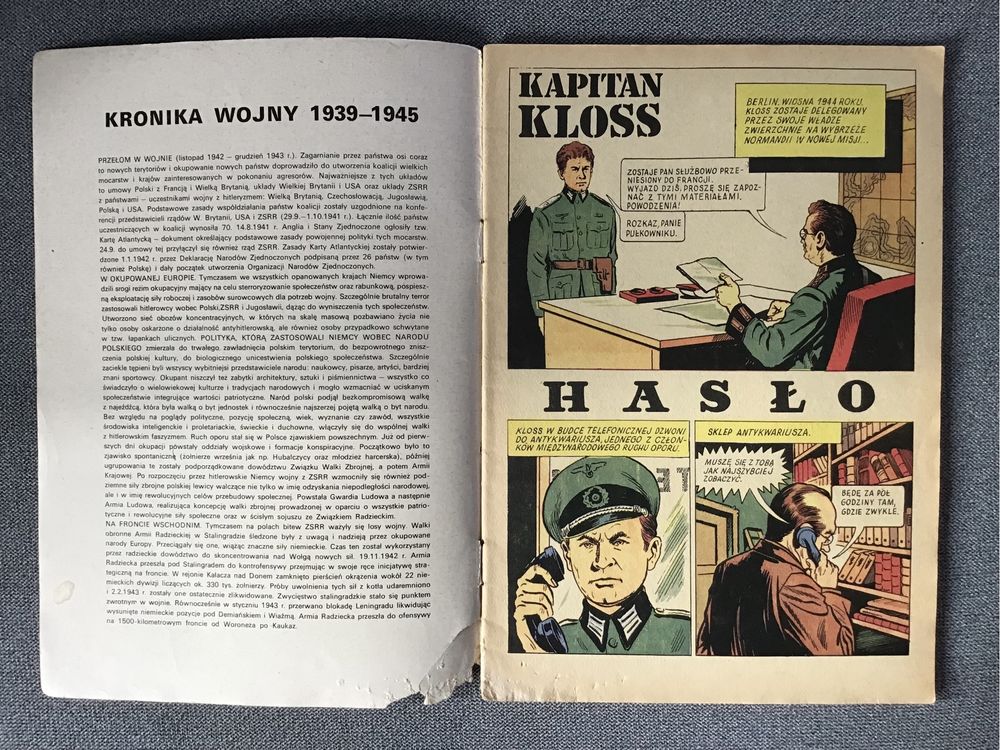 KRONIKA WOJNY 1939–1945
PRZEŁOM W WOJNIE (listopad 1942 – grudzień 1943 r.). Zagarnianie przez państwa osi coraz
to nowych terytoriów i okupowanie nowych państw doprowadziło do utworzenia koalicji wielkich
mocarstw i krajów zainteresowanych w pokonaniu agresorów. Najważniejsze z tych układów
to umowy Polski z Francją i Wielką Brytanią, układy Wielkiej Brytanii i USA oraz układy ZSRR
z państwami – uczestnikami wojny z hitleryzmem: Wielką Brytanią, Czechosłowacją, Jugosławią,
Polską i USA. Podstawowe zasady współdziałania państw koalicji zostały uzgodnione na konfe-
rencji przedstawicieli rządów W. Brytanii, USA i ZSRR (29.9.–1.10.1941 r.). Łącznie ilość państw
uczestniczących w koalicji wynosiła 70. 14.8.1941 r. Anglia i Stany Zjednoczone ogłosiły tzw.
Kartę Atlantycką – dokument określający podstawowe zasady powojennej polityki tych mocarstw.
24.9. do umowy tej przyłączył się również rząd ZSRR. Zasady Karty Atlantyckiej zostały potwier-
dzone 1.1.1942 r. przez Deklarację Narodów Zjednoczonych podpisaną przez 26 państw (w tym
również Polskę) i dały początek utworzenia Organizacji Narodów Zjednoczonych.
W OKUPOWANEJ EUROPIE. Tymczasem we wszystkich opanowanych krajach Niemcy wprowa-
dzili srogi reżim okupacyjny mający na celu sterroryzowanie społeczeństw oraz rabunkową, pospiesz-
ną eksploatację siły roboczej i zasobów surowcowych dla potrzeb wojny. Szczególnie brutalny terror
zastosowali hitlerowcy wobec Polski, ZSRR i Jugosławii, dążąc do wyniszczenia tych społeczeństw.
Utworzono sieć obozów koncentracyjnych, w których na skalę masową pozbawiano życia nie
tylko osoby oskarżone o działalność antyhitlerowską, ale również osoby przypadkowo schwytane
w tzw. łapankach ulicznych. POLITYKA, KTÓRĄ ZASTOSOWALI NIEMCY WOBEC NARODU
POLSKIEGO zmierzała do trwałego zawładnięcia polskim terytorium, do bezpowrotnego znisz-
czenia polskiej kultury, do biologicznego unicestwienia polskiego społeczeństwa. Szczególnie
zaciekle tępieni byli wszyscy wybitniejsi przedstawiciele narodu: naukowcy, pisarze, artyści, bardziej
znani sportowcy. Okupant niszczył też zabytki architektury, sztuki i piśmiennictwa – wszystko co
świadczyło o wielowiekowej kulturze i tradycjach narodowych i mogło wzmacniać w uciskanym
społeczeństwie integrujące wartości patriotyczne. Naród polski podjął bezkompromisową walkę
z najeźdźcą, która była walką o byt jednostek i równocześnie najszerzej pojętą walką o byt narodu.
Bez względu na poglądy polityczne, pozycję społeczną, wiek, wyznanie czy zawód, wszystkie
środowiska inteligenckie i proletariackie, świeckie i duchowne, włączyły się do wspólnej walki
z hitlerowskim faszyzmem. Ruch oporu stał się w Polsce zjawiskiem powszechnym. Już od pierw-
szych dni okupacji powstały oddziały wojskowe i formacje konspiracyjne. Początkowo było to
zjawisko spontaniczne (żołnierze września jak np. Hubalczycy oraz młodzież harcerska), później
ugrupowania te zostały podporządkowane dowództwu Związku Walki Zbrojnej, a potem Armii
Krajowej. Po rozpoczęciu przez hitlerowskie Niemcy wojny z ZSRR wzmocniły się również pod-
ziemne siły zbrojne polskiej lewicy walczące nie tylko w imię odzyskania niepodległości narodowej,
ale i w imię rewolucyjnych celów przebudowy społecznej. Powstała Gwardia Ludowa a następnie
Armia Ludowa, realizująca koncepcję walki zbrojnej prowadzonej w oparciu o wszystkie patrio-
tyczne i rewolucyjne siły społeczne oraz w ścisłym sojuszu ze Związkiem Radzieckim.
NA FRONCIE WSCHODNIM. Tymczasem na polach bitew ZSRR ważyły się losy wojny. Walki
obronne Armii Radzieckiej w Stalingradzie śledzone były z uwagą i nadzieją przez okupowane
narody Europy. Przeciągały się one, wiążąc znaczne siły niemieckie. Czas ten został wykorzystany
przez radzieckie dowództwo do skoncentrowania nad Wołgą nowych sił. 19.11.1942 r. Armia
Radziecka przeszła pod Stalingradem do kontrofensywy przejmując w swoje ręce inicjatywę stra-
tegiczną na froncie. W rejonie Kałacza nad Donem zamknięto pierścień okrążenia wokół 22 nie-
mieckich dywizji liczących ok. 330 tys. żołnierzy. Próby uwolnienia tych sił z kotła udaremniono
i 2.2.1943 r. zostały one ostatecznie zlikwidowane. Zwycięstwo stalingradzkie stało się punktem
zwrotnym w wojnie. Równocześnie w styczniu 1943 r. przerwano blokadę Leningradu likwidując
wysunięte niemieckie pozycje pod Demiańskiem i Wiaźmą. Armia Radziecka przeszła do ofensywy
na 1500-kilometrowym froncie od Woroneża po Kaukaz.
KAPITAN
KLOSS
BERLIN, WIOSNA 1944 ROKU.
KLOSS ZOSTAJE DELEGOWANY
PRZEZ SWOJE WŁADZE
ZWIERZCHNIE NA WYBRZEŻE
NORMANDII W NOWEJ MISJI...
ZOSTAJE PAN SŁUŻBOWO PRZE-
NIESIONY DO FRANCJI.
WYJAZD DZIŚ, PROSZĘ SIĘ ZAPOZ-
NAĆ Z TYMI MATERIAŁAMI.
POWODZENIA!
ROZKAZ, PANIE
PUŁKOWNIKU.
HASŁO
KLOSS W BUDCE TELEFONICZNEJ DZWONI
DO ANTYKWARIUSZA, JEDNEGO Z CZŁON-
KÓW MIĘDZYNARODOWEGO RUCHU OPORU.
SKLEP ANTYKWARIUSZA.
MUSZĘ SIĘ Z TOBĄ
JAK NAJSZYBCIEJ
ZOBACZYĆ.
BĘDĘ ZA PÓŁ
GODZINY TAM,
GDZIE ZWYKLE.